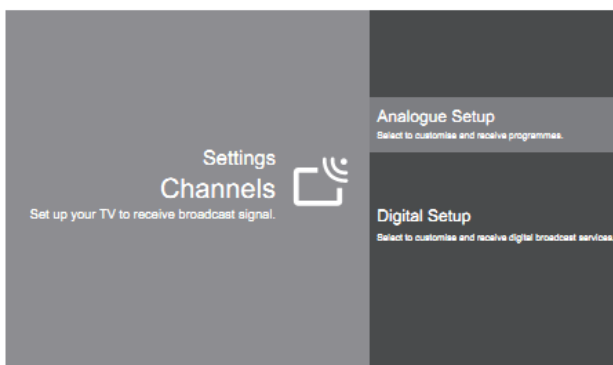 Settings
Channels
Set up your TV to receive broadcast signal.
Analogue Setup
Select to customise and receive programmes.
Digital Setup
Select to customise and receive digital broadcast services.